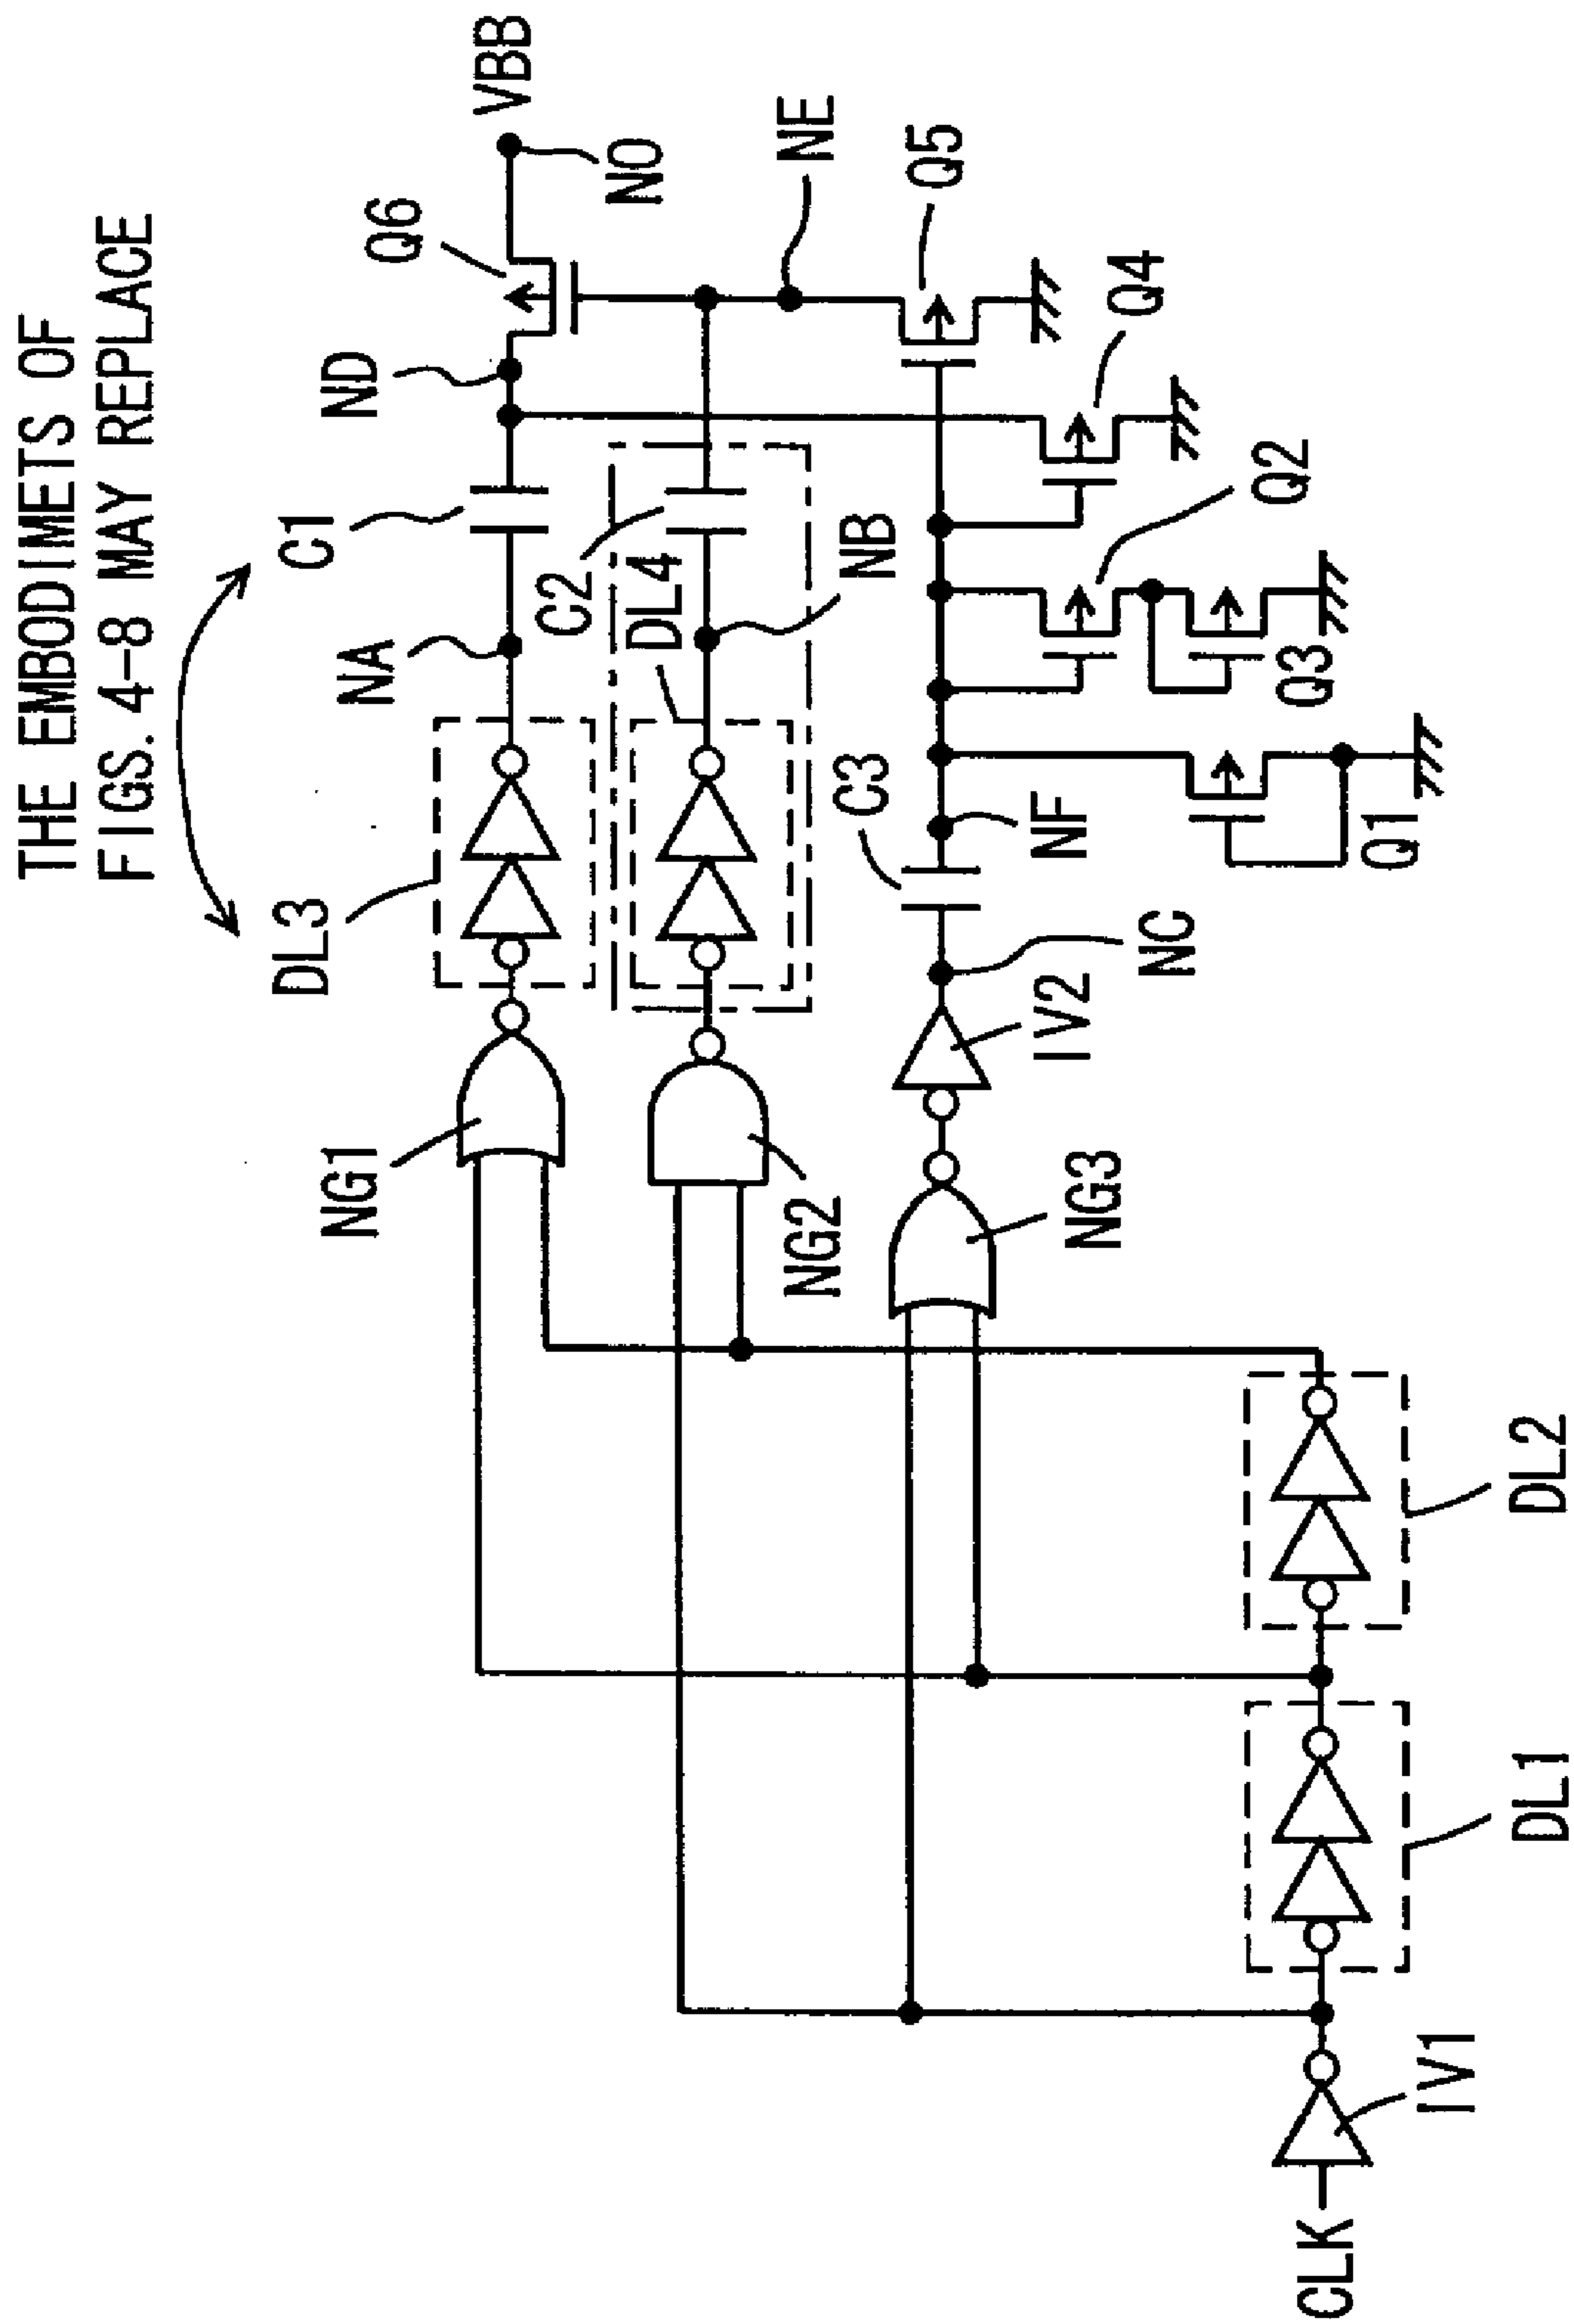 THE EMBODIMETS OF
FIGS. 4-8 MAY REPLACE
DL3
C1
ND
Q6
VBB
NO
NA
NG1
C2
DL4
NB
NE
NG2
C3
Q5
NG3
IV2
NC
NF
Q4
Q2
Q3
Q1
CLK
IV1
DL1
DL2